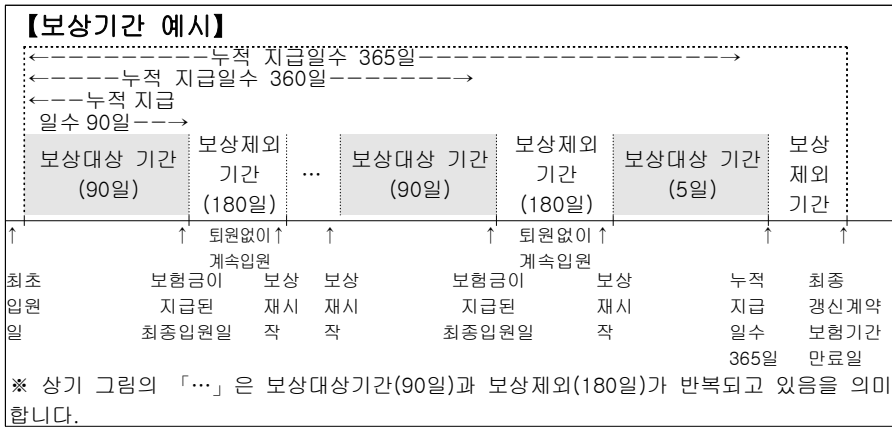 【보상기간 예시】
←─────────누적 지급일수 365일────────────────→
←─────누적 지급일수 360일───────→
←──누적 지급
일수 90일──→
보상대상 기간
(90일)
보상제외
기간
(180일)
…
보상대상 기간
(90일)
보상제외
기간
(180일)
보상대상 기간
(5일)
보상
제외
기간
↑ ↑ 퇴원없이 ↑ ↑ ↑ 퇴원없이 ↑ ↑ ↑
계속입원 계속입원
최초
입원
일
보험금이
지급된
최종입원일
보상
재시
작
보상
재시
작
보험금이
지급된
최종입원일
보상
재시
작
누적
지급
일수
365일
최종
갱신계약
보험기간
만료일
※ 상기 그림의 「…」은 보상대상기간(90일)과 보상제외(180일)가 반복되고 있음을 의미
합니다.